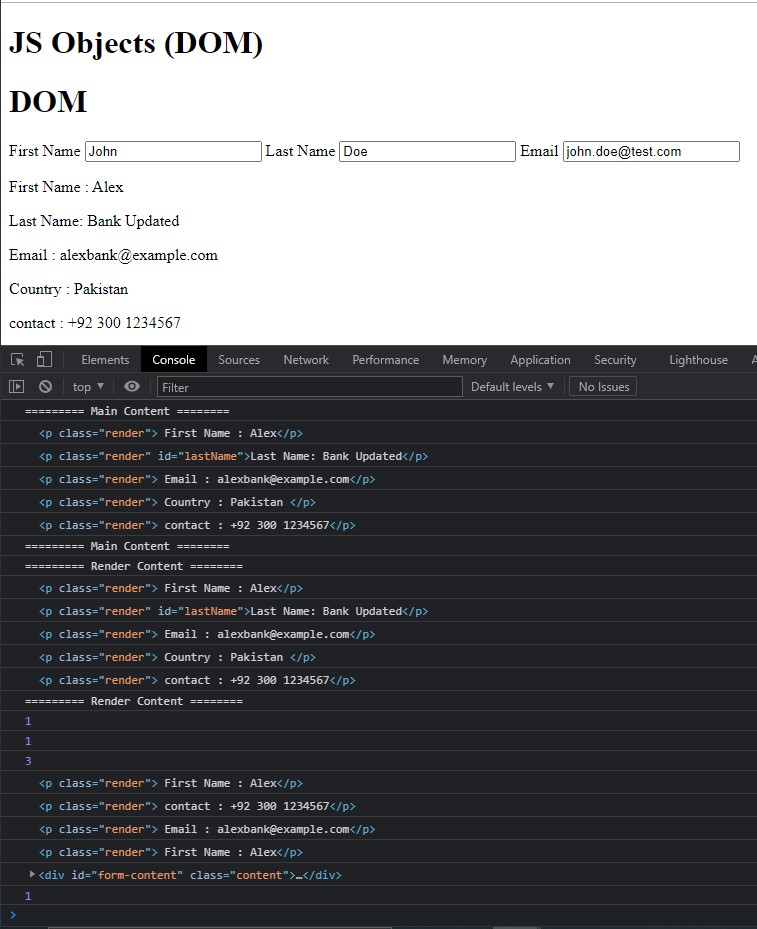 JS Objects (DOM)
DOM
First Name John Last Name Doe Email john.doe@test.com
First Name : Alex
Last Name: Bank Updated
Email : alexbank@example.com
Country : Pakistan
contact : +92 300 1234567
Elements Console Sources Network Performance Memory Application Security Lighthouse
top ▼ Filter Default levels ▼ No Issues
========= Main Content ========
<p class="render"> First Name : Alex</p>
<p class="render" id="lastName">Last Name: Bank Updated</p>
<p class="render"> Email : alexbank@example.com</p>
<p class="render"> Country : Pakistan </p>
<p class="render"> contact : +92 300 1234567</p>
========= Main Content ========
========= Render Content ========
<p class="render"> First Name : Alex</p>
<p class="render" id="lastName">Last Name: Bank Updated</p>
<p class="render"> Email : alexbank@example.com</p>
<p class="render"> Country : Pakistan </p>
<p class="render"> contact : +92 300 1234567</p>
========= Render Content ========
1
1
3
<p class="render"> First Name : Alex</p>
<p class="render"> contact : +92 300 1234567</p>
<p class="render"> Email : alexbank@example.com</p>
<p class="render"> First Name : Alex</p>
▶<div id="form-content" class="content">…</div>
1
>